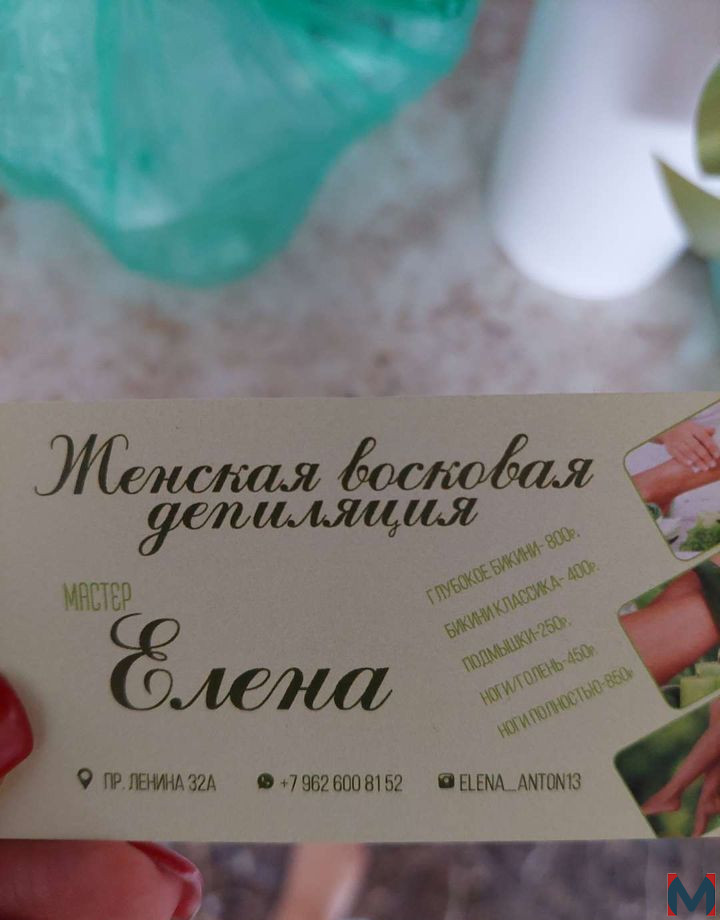 Женская восковая
депиляция
МАСТЕР
Елена
ГЛУБОКОЕ БИКИНИ- 800Р.
БИКИНИ КЛАССИКА- 400Р.
ПОДМЫШКИ-250Р.
НОГИ/ГОЛЕНЬ-450Р.
НОГИ ПОЛНОСТЬЮ-850Р
ПР. ЛЕНИНА 32А
+7 962 600 81 52
ELENA_ANTON13
M